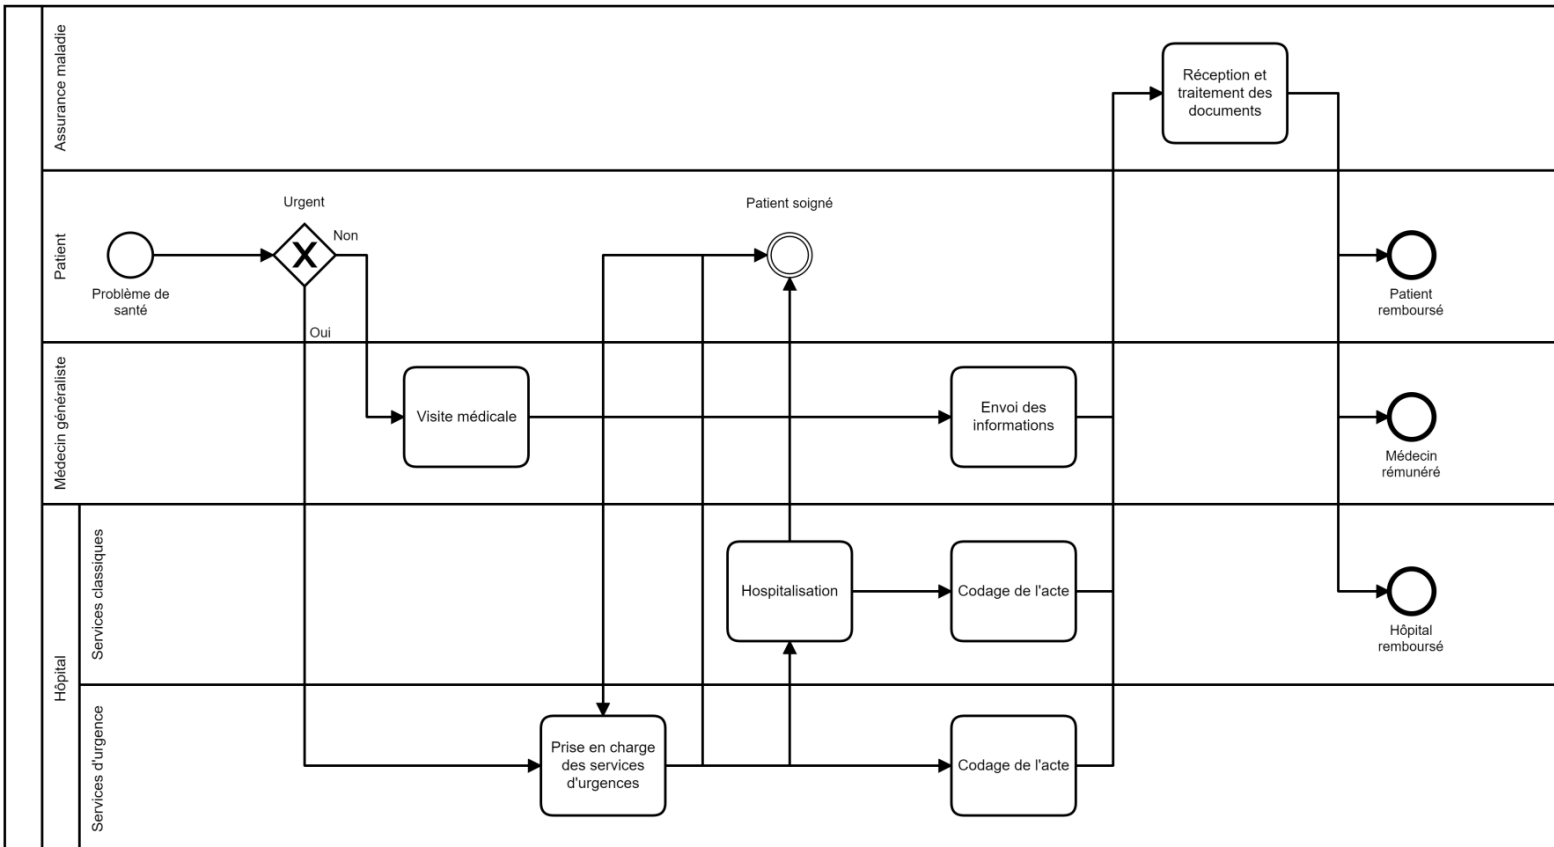 Assurance maladie
Réception et
traitement des
documents
Patient
Urgent
Non
Oui
Problème de
santé
Patient soigné
Patient
remboursé
Médecin généraliste
Visite médicale
Envoi des
informations
Médecin
rémunéré
Hôpital
Services classiques
Hospitalisation
Codage de l'acte
Hôpital
remboursé
Services d'urgence
Prise en charge
des services
d'urgences
Codage de l'acte